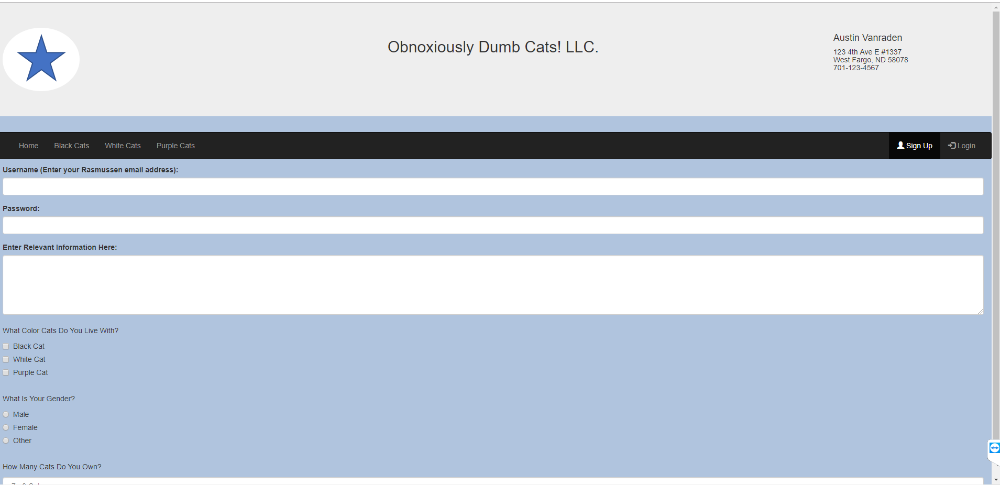 Obnoxiously Dumb Cats! LLC.
Austin Vanraden
123 4th Ave E #1337
West Fargo, ND 58078
701-123-4567
Home Black Cats White Cats Purple Cats Sign Up Login
Username (Enter your Rasmussen email address):
Password:
Enter Relevant Information Here:
What Color Cats Do You Live With?
Black Cat
White Cat
Purple Cat
What Is Your Gender?
Male
Female
Other
How Many Cats Do You Own?